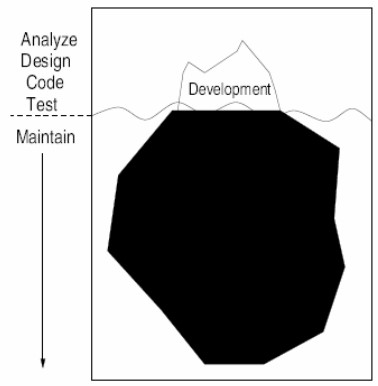 Analyze
Design
Code
Test
Development
Maintain